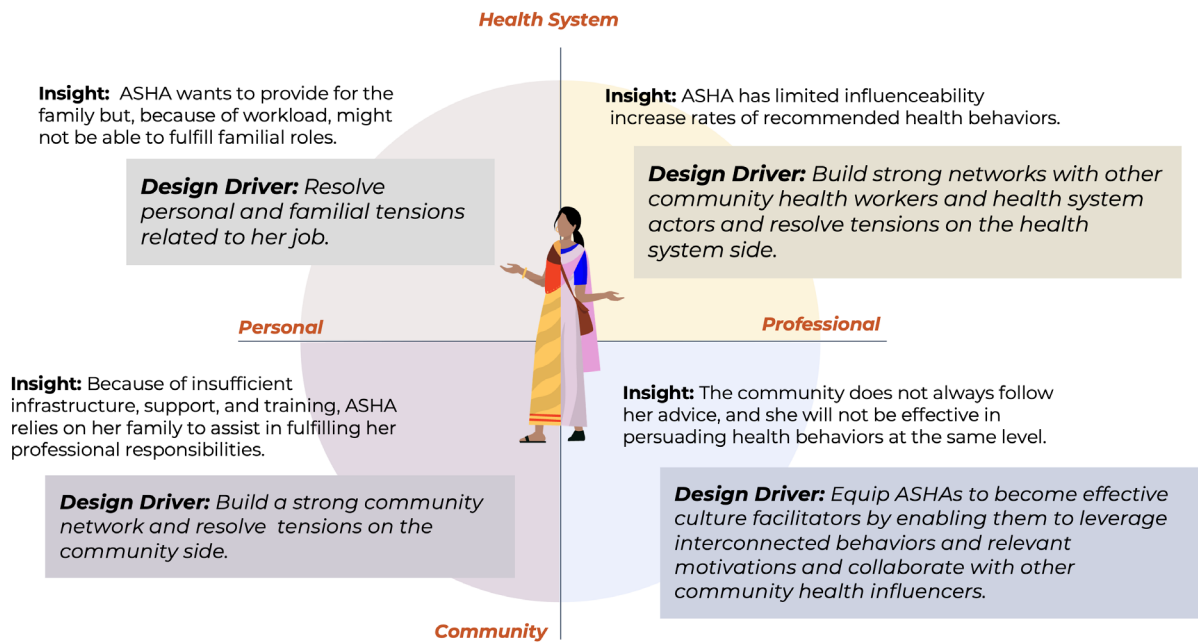 Health System
Insight: ASHA wants to provide for the
family but, because of workload, might
not be able to fulfill familial roles.
Design Driver: Resolve
personal and familial tensions
related to her job.
Insight: ASHA has limited influenceability
increase rates of recommended health behaviors.
Design Driver: Build strong networks with other
community health workers and health system
actors and resolve tensions on the health
system side.
Personal
Professional
Insight: Because of insufficient
infrastructure, support, and training, ASHA
relies on her family to assist in fulfilling her
professional responsibilities.
Design Driver: Build a strong community
network and resolve tensions on the
community side.
Insight: The community does not always follow
her advice, and she will not be effective in
persuading health behaviors at the same level.
Design Driver: Equip ASHAs to become effective
culture facilitators by enabling them to leverage
interconnected behaviors and relevant
motivations and collaborate with other
community health influencers.
Community